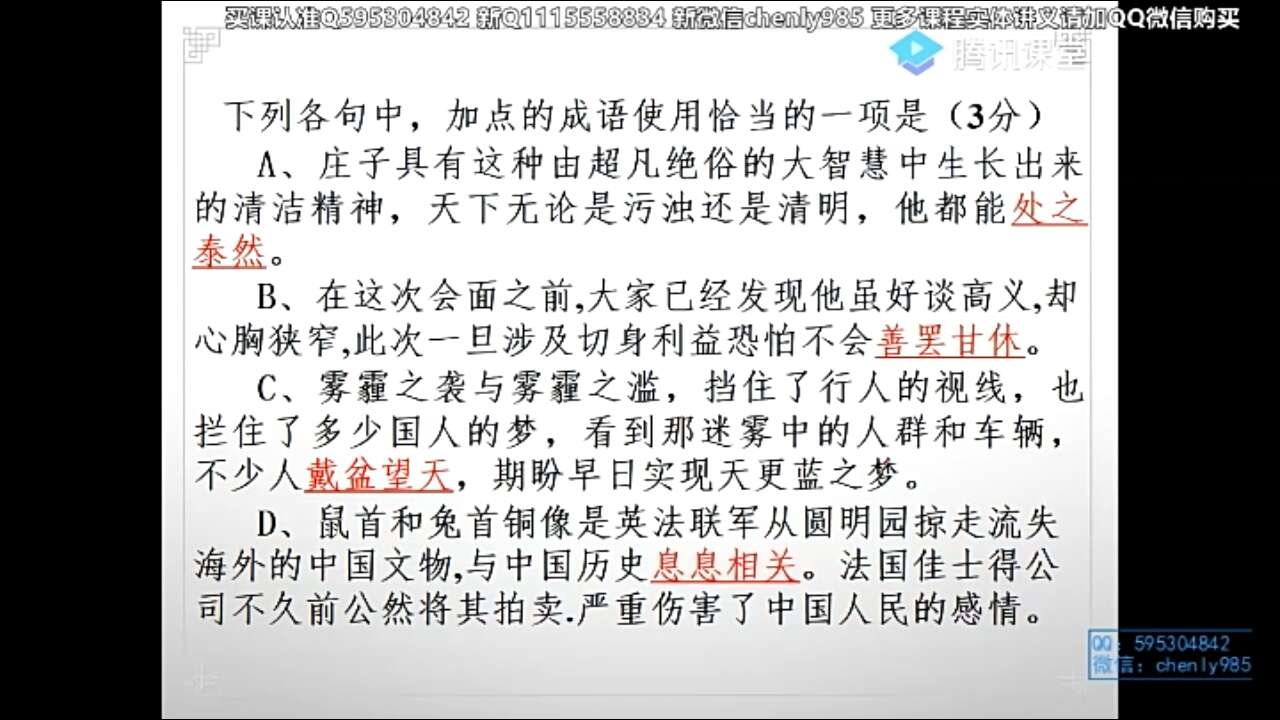 买课认准Q595304842 新Q1115558834 新微信chenly985 更多课程实体讲义请加QQ微信购买
腾讯课堂
下列各句中，加点的成语使用恰当的一项是（3分）
A、庄子具有这种由超凡绝俗的大智慧中生长出来
的清洁精神，天下无论是污浊还是清明，他都能处之
泰然。
B、在这次会面之前,大家已经发现他虽好谈高义,却
心胸狭窄,此次一旦涉及切身利益恐怕不会善罢甘休。
C、雾霾之袭与雾霾之滥，挡住了行人的视线，也
拦住了多少国人的梦，看到那迷雾中的人群和车辆，
不少人戴盆望天，期盼早日实现天更蓝之梦。
D、鼠首和兔首铜像是英法联军从圆明园掠走流失
海外的中国文物,与中国历史息息相关。法国佳士得公
司不久前公然将其拍卖.严重伤害了中国人民的感情。
QQ：595304842
微信：chenly985